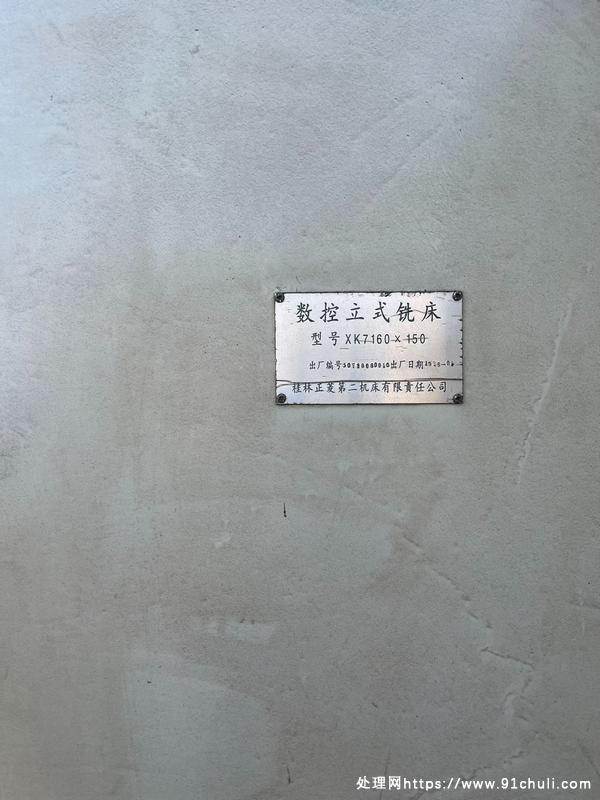 数控立式铣床
型号 XK7160×150
出厂编号 出厂日期
桂林正菱第二机床有限責任公司
处理网https://www.91chuli.com